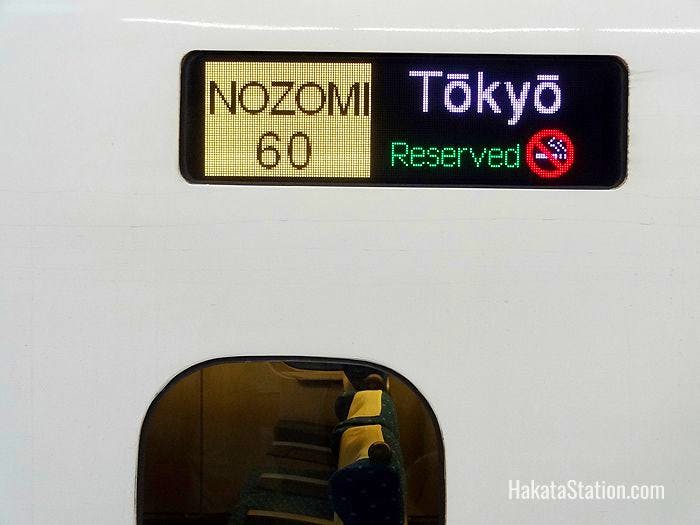 NOZOMI
60
Tōkyō
Reserved
HakataStation.com